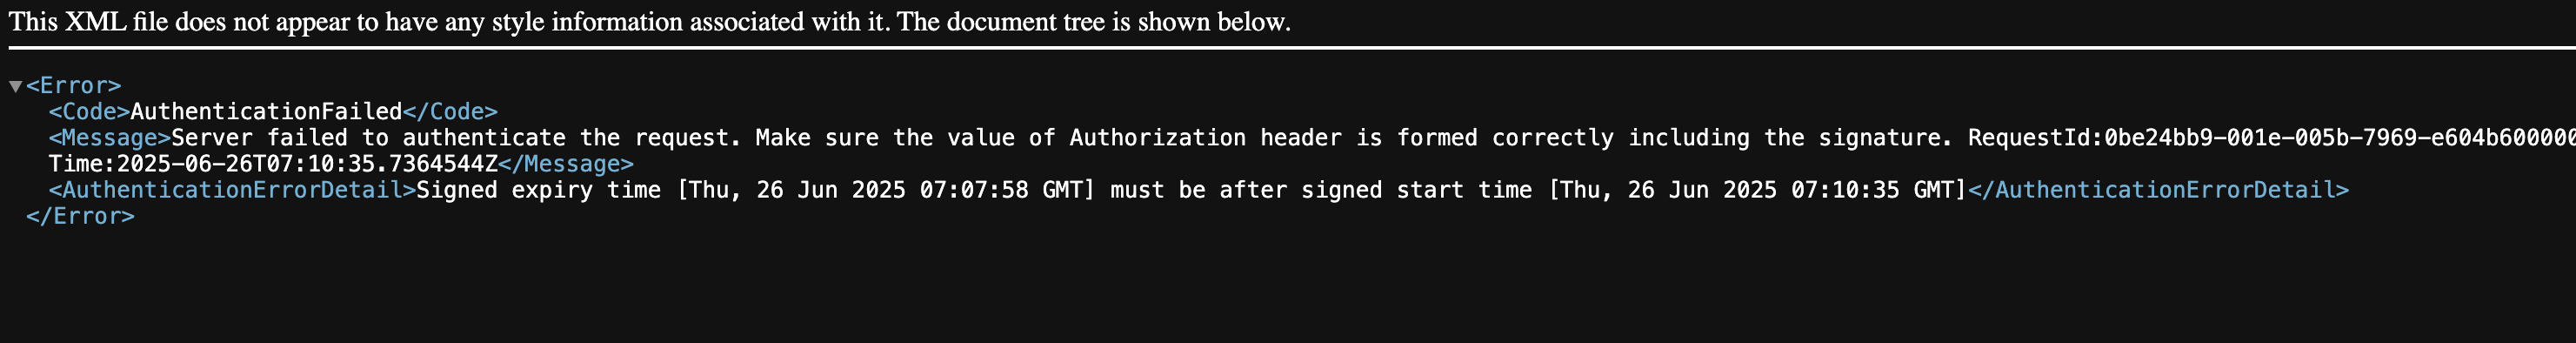 This XML file does not appear to have any style information associated with it. The document tree is shown below.
▼<Error>
<Code>AuthenticationFailed</Code>
<Message>Server failed to authenticate the request. Make sure the value of Authorization header is formed correctly including the signature. RequestId:0be24bb9-001e-005b-7969-e604b600000
Time:2025-06-26T07:10:35.7364544Z</Message>
<AuthenticationErrorDetail>Signed expiry time [Thu, 26 Jun 2025 07:07:58 GMT] must be after signed start time [Thu, 26 Jun 2025 07:10:35 GMT]</AuthenticationErrorDetail>
</Error>